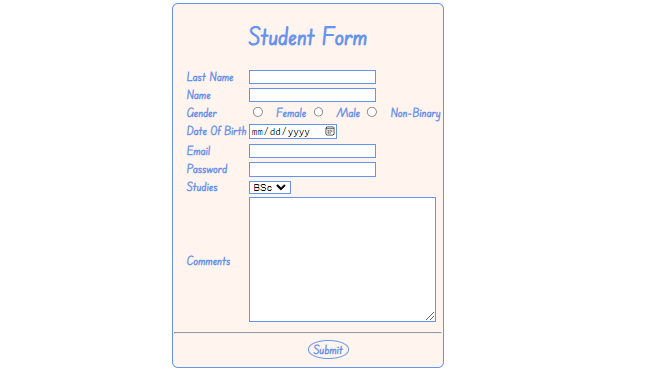 Student Form
Last Name
Name
Gender Female Male Non-Binary
Date Of Birth mm/dd/yyyy
Email
Password
Studies BSc
Comments
Submit